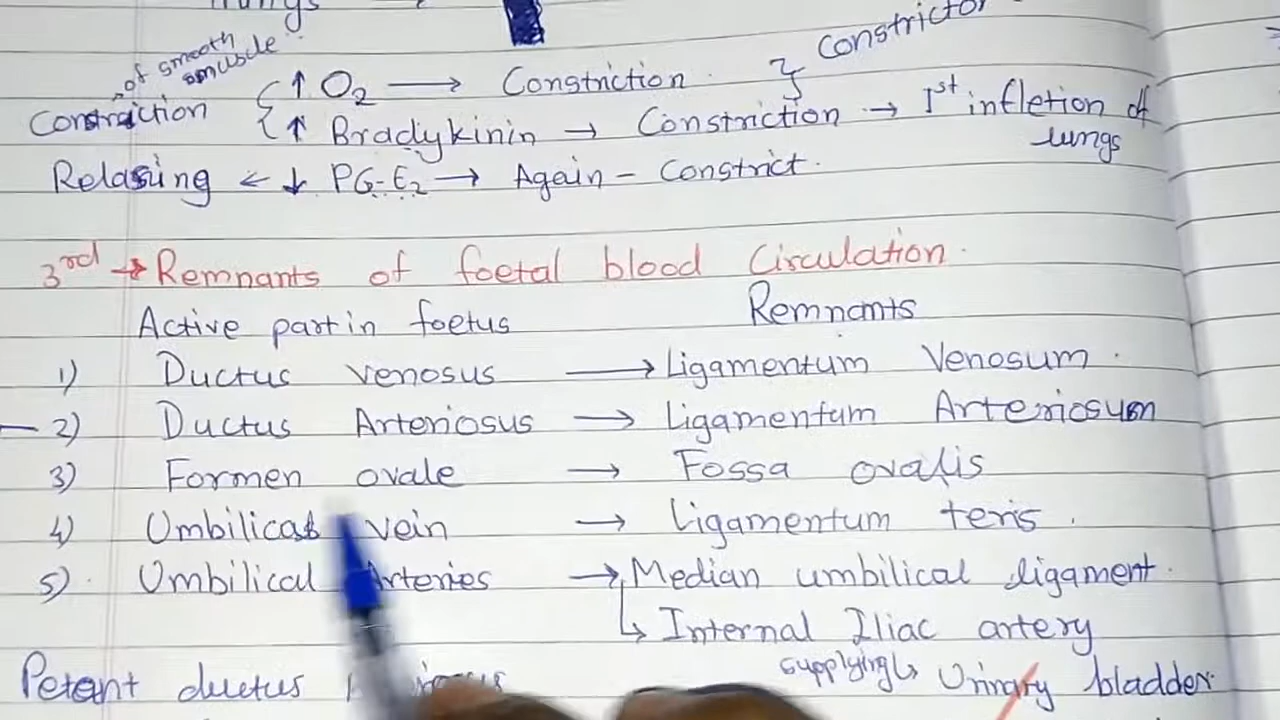 lungs
of smooth
muscle
Constrictor
↑ O2 → Constriction
Constriction
↑ Bradykinin → Constriction → Ist infletion of
lungs
Relaxing ← ↓ PG-E2 → Again - Constrict.
3rd → Remnants of foetal blood Circulation.
Active part in foetus Remnants
1) Ductus venosus → Ligamentum Venosum.
2) Ductus Arteriosus → Ligamentum Arteriosum
3) Formen ovale → Fossa ovalis
4) Umbilical vein → Ligamentum teris.
5) Umbilical Arteries → Median umbilical ligament.
↳ Internal Iliac artery
supplying ↳ Urinary bladder
Petent ductus